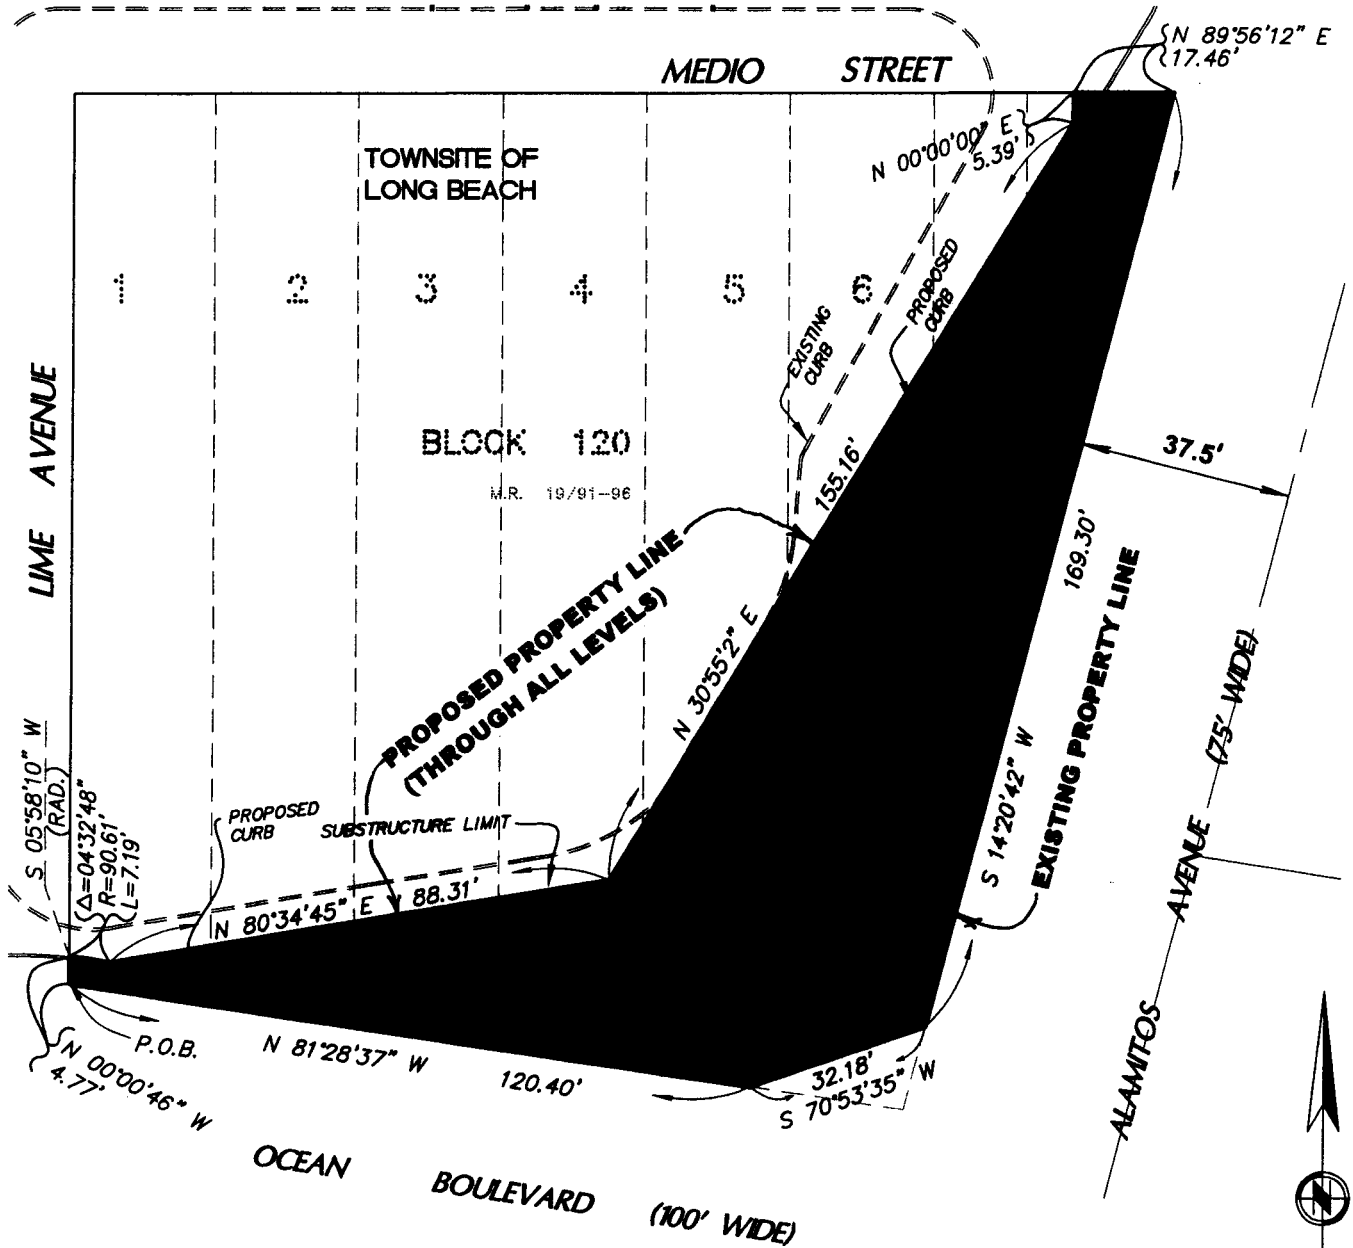 N 89°56'12" E
17.46'
MEDIO STREET
N 00°00'00" E
5.39'
TOWNSITE OF
LONG BEACH
1 2 3 4 5 6
PROPOSED
CURB
EXISTING
CURB
LIME AVENUE
BLOCK 120
M.R. 19/91-96
37.5'
155.16'
169.30'
PROPOSED PROPERTY LINE
(THROUGH ALL LEVELS)
N 30°55'2" E
EXISTING PROPERTY LINE
S 14°20'42" W
ALAMITOS AVENUE (75' WIDE)
S 05°58'10" W
(RAD.)
Δ=04°32'48"
R=90.61'
L=7.19'
PROPOSED
CURB
SUBSTRUCTURE LIMIT
N 80°34'45" E 88.31'
P.O.B.
N 00°00'46" W
4.77'
N 81°28'37" W 120.40'
32.18'
S 70°53'35" W
OCEAN BOULEVARD (100' WIDE)
N